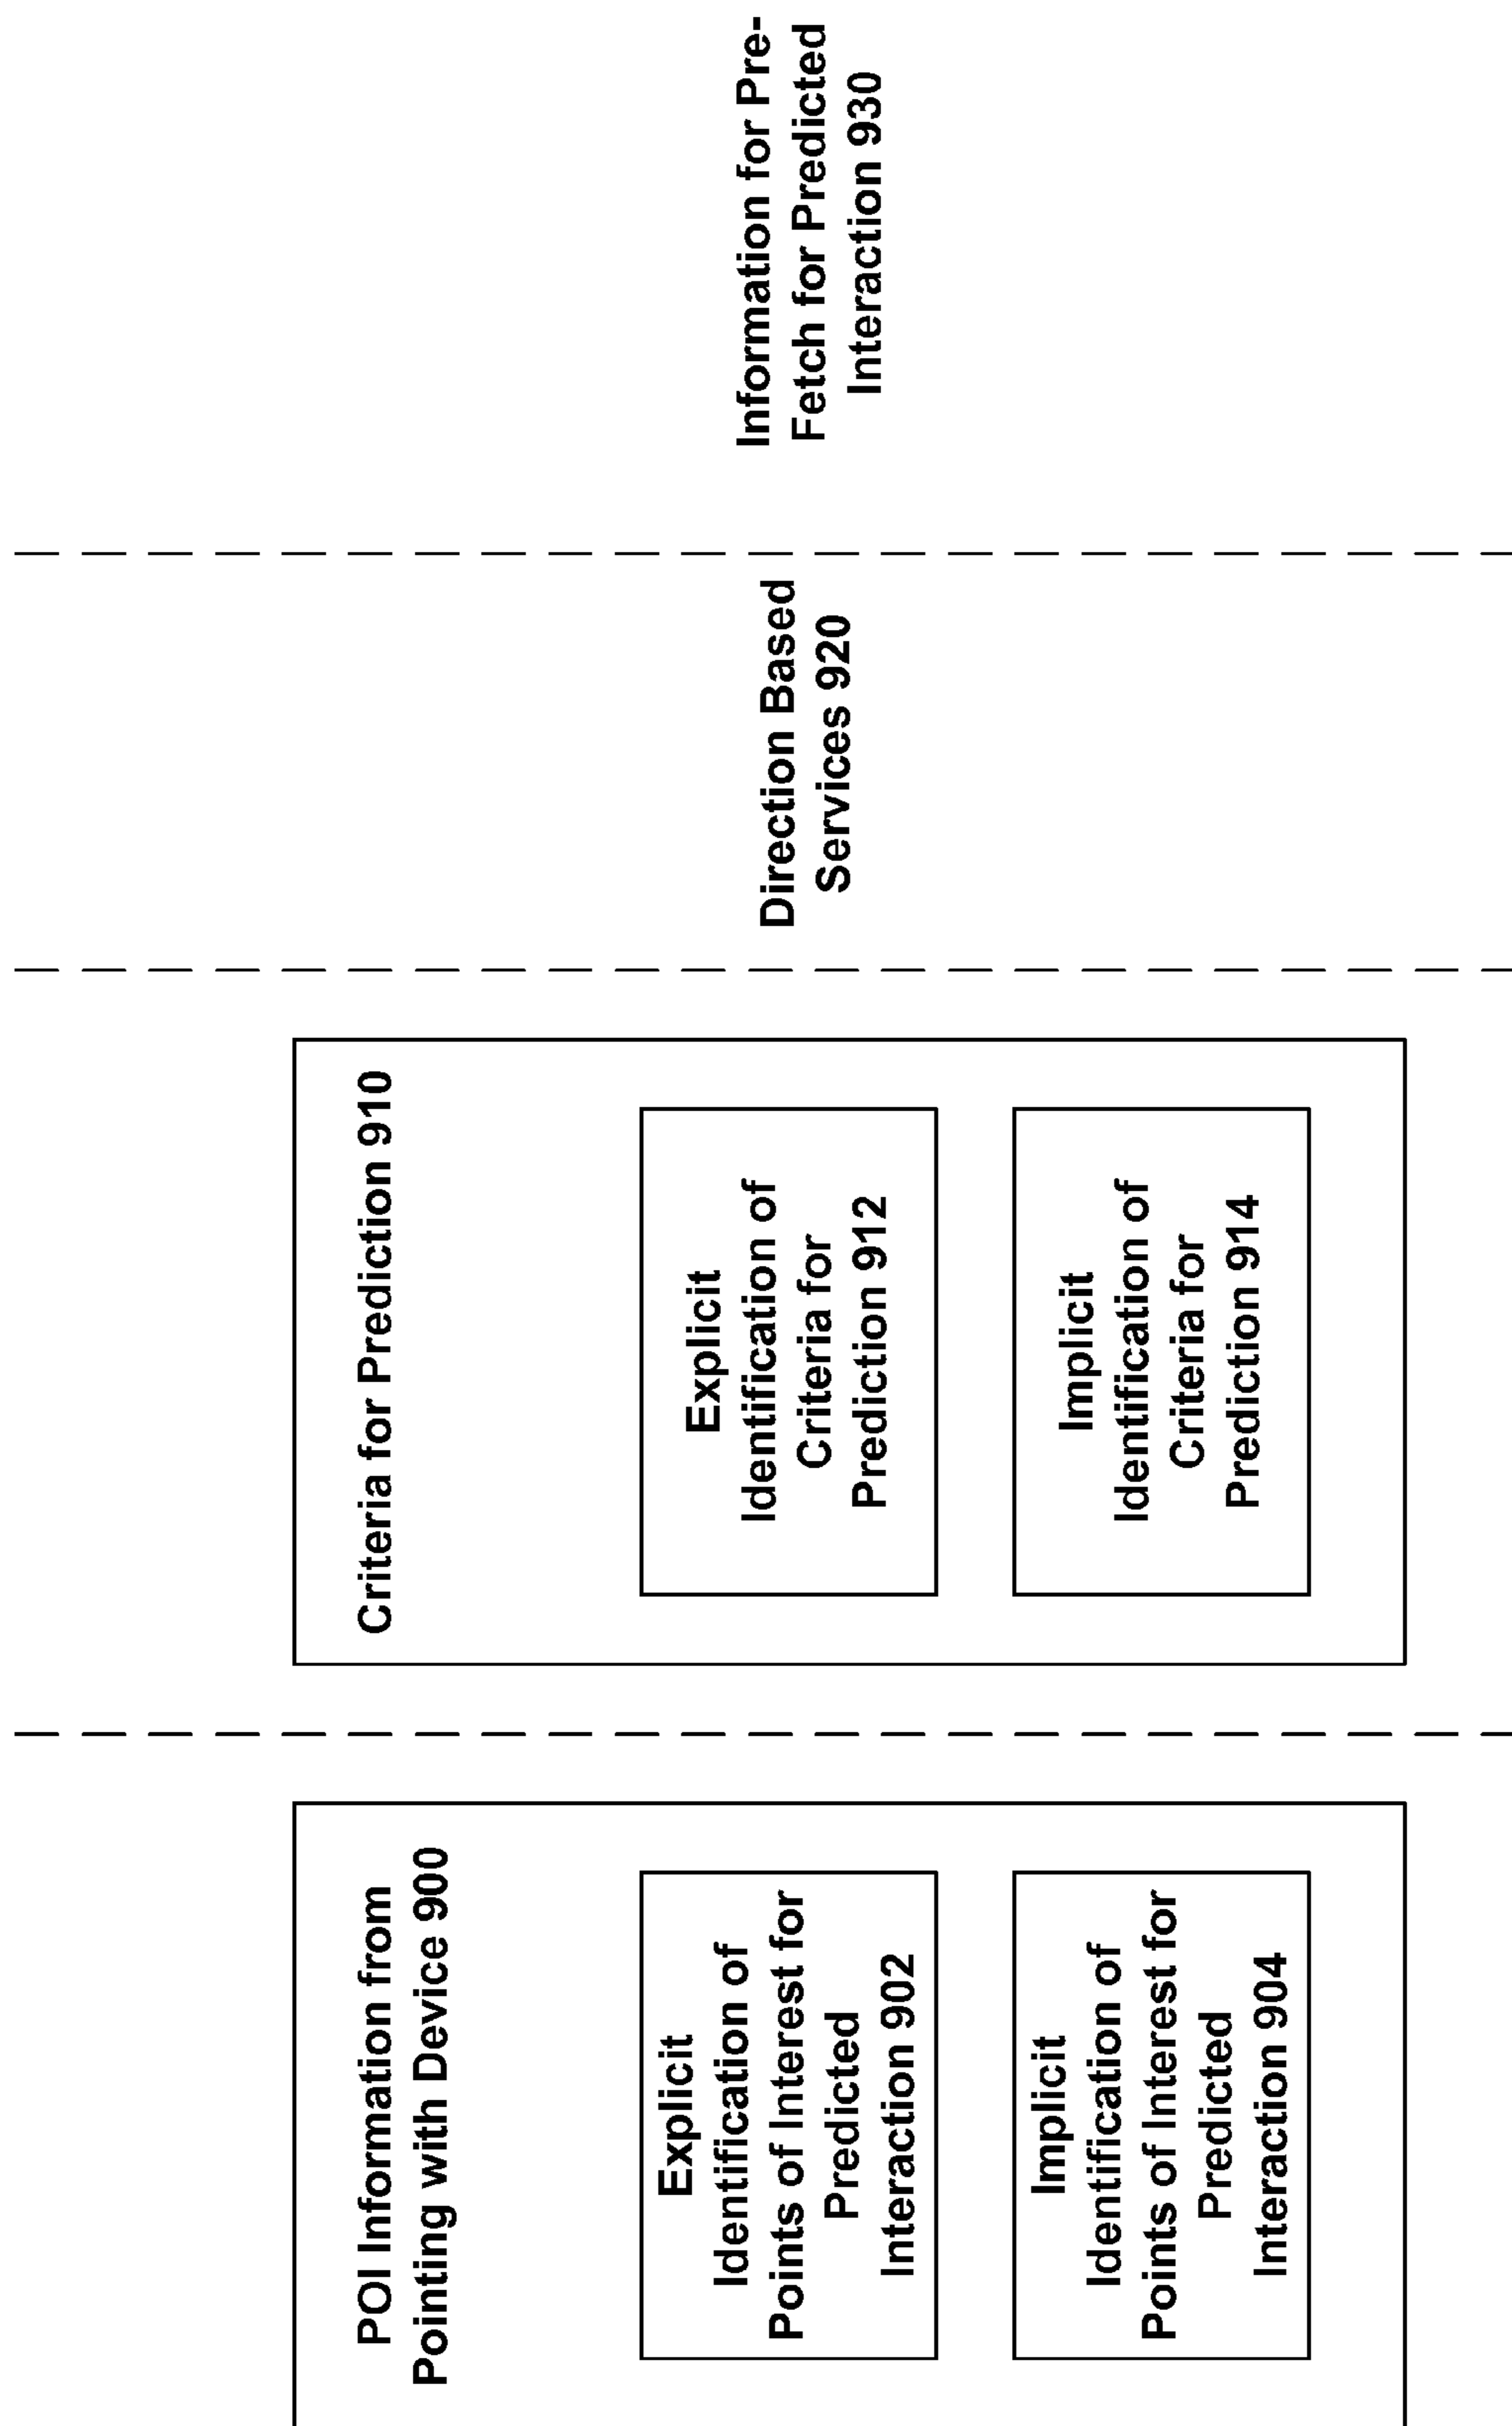 POI Information from
Pointing with Device 900
Explicit
Identification of
Points of Interest for
Predicted
Interaction 902
Implicit
Identification of
Points of Interest for
Predicted
Interaction 904
Criteria for Prediction 910
Explicit
Identification of
Criteria for
Prediction 912
Implicit
Identification of
Criteria for
Prediction 914
Direction Based
Services 920
Information for Pre-
Fetch for Predicted
Interaction 930